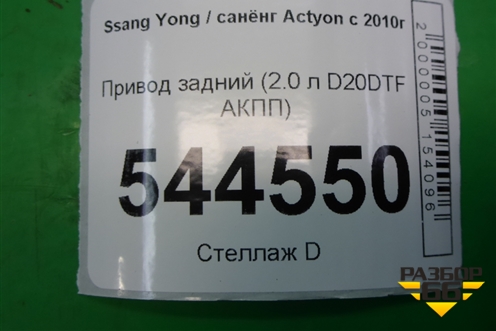 Ssang Yong / санёнг Actyon с 2010г
Привод задний (2.0 л D20DTF
АКПП)
544550
Стеллаж D
2000005154096
РАЗБОР
66